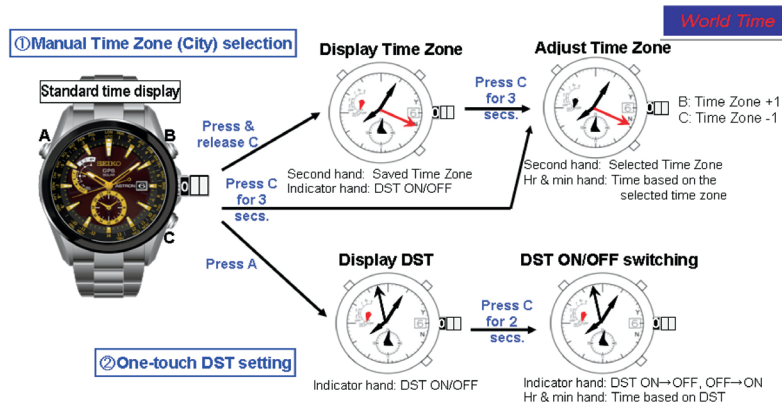 World Time
①Manual Time Zone (City) selection
Display Time Zone
Adjust Time Zone
Standard time display
Press C
for 3
secs.
B: Time Zone +1
C: Time Zone -1
A
B
Press &
release C
SEIKO
GPS
SOLAR
ASTRON
Second hand: Saved Time Zone
Indicator hand: DST ON/OFF
Second hand: Selected Time Zone
Hr & min hand: Time based on the
selected time zone
Press C
for 3
secs.
C
Press A
Display DST
DST ON/OFF switching
Press C
for 2
secs.
②One-touch DST setting
Indicator hand: DST ON/OFF
Indicator hand: DST ON→OFF, OFF→ON
Hr & min hand: Time based on DST